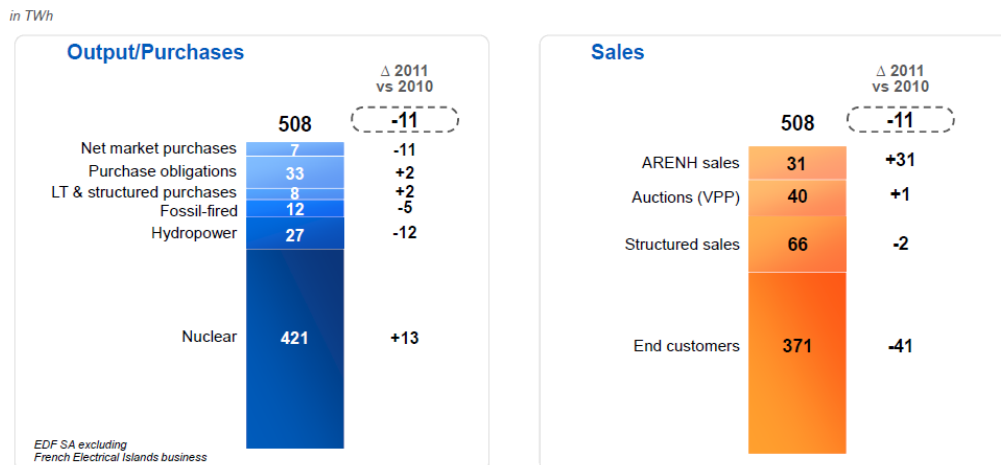 in TWh
Output/Purchases
Δ 2011
vs 2010
508
-11
Net market purchases 7 -11
Purchase obligations 33 +2
LT & structured purchases 8 +2
Fossil-fired 12 -5
Hydropower 27 -12
Nuclear 421 +13
EDF SA excluding
French Electrical Islands business
Sales
Δ 2011
vs 2010
508
-11
ARENH sales 31 +31
Auctions (VPP) 40 +1
Structured sales 66 -2
End customers 371 -41